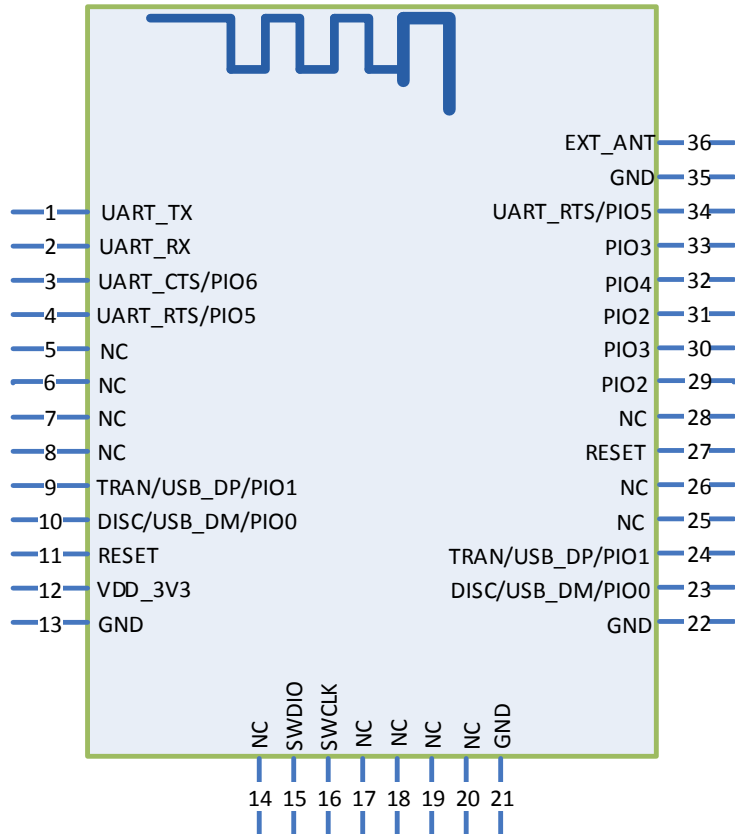 EXT_ANT 36
GND 35
1 UART_TX
UART_RTS/PIO5 34
2 UART_RX
PIO3 33
3 UART_CTS/PIO6
PIO4 32
4 UART_RTS/PIO5
PIO2 31
5 NC
PIO3 30
6 NC
PIO2 29
7 NC
NC 28
8 NC
RESET 27
9 TRAN/USB_DP/PIO1
NC 26
10 DISC/USB_DM/PIO0
NC 25
11 RESET
TRAN/USB_DP/PIO1 24
12 VDD_3V3
DISC/USB_DM/PIO0 23
13 GND
GND 22
NC
SWDIO
SWCLK
NC
NC
NC
NC
GND
14 15 16 17 18 19 20 21